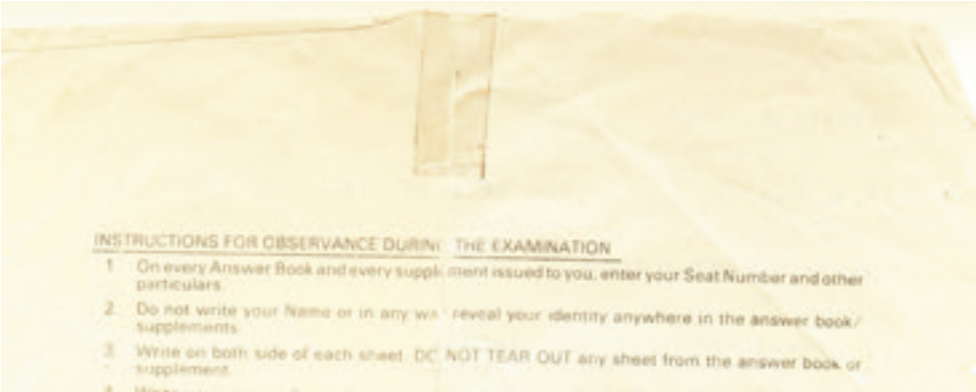 INSTRUCTIONS FOR OBSERVANCE DURIN THE EXAMINATION
1 On every Answer Book and every suppl ment issued to you, enter your Seat Number and other
particulars.
2. Do not write your Name or in any wa reveal your identity anywhere in the answer book/
supplements.
3. Write on both side of each sheet. DO NOT TEAR OUT any sheet from the answer book or
supplement.
4